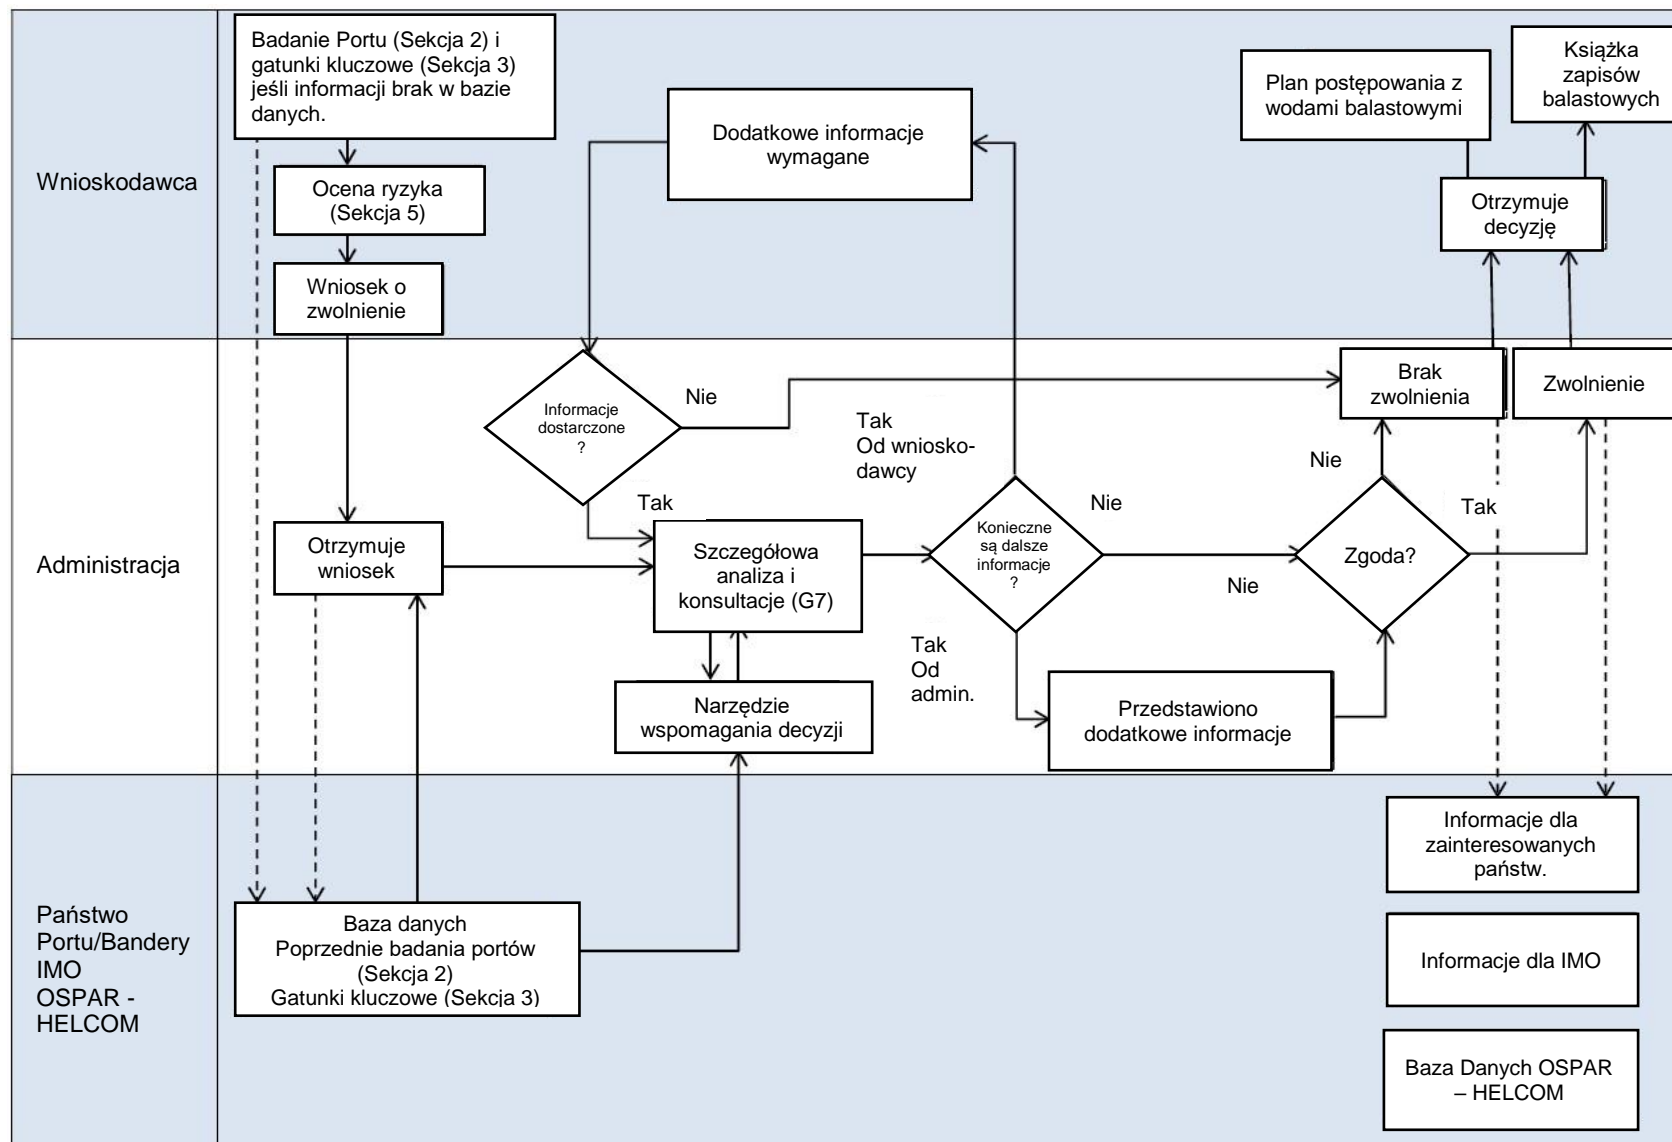 Wnioskodawca
Badanie Portu (Sekcja 2) i
gatunki kluczowe (Sekcja 3)
jeśli informacji brak w bazie
danych.
Ocena ryzyka
(Sekcja 5)
Wniosek o
zwolnienie
Dodatkowe informacje
wymagane
Plan postępowania z
wodami balastowymi
Książka
zapisów
balastowych
Otrzymuje
decyzję
Administracja
Informacje
dostarczone
?
Nie
Tak
Otrzymuje
wniosek
Szczegółowa
analiza i
konsultacje (G7)
Narzędzie
wspomagania decyzji
Tak
Od wniosko-
dawcy
Konieczne
są dalsze
informacje
?
Nie
Nie
Tak
Od
admin.
Przedstawiono
dodatkowe informacje
Zgoda?
Nie
Tak
Brak
zwolnienia
Zwolnienie
Państwo
Portu/Bandery
IMO
OSPAR -
HELCOM
Baza danych
Poprzednie badania portów
(Sekcja 2)
Gatunki kluczowe (Sekcja 3)
Informacje dla
zainteresowanych
państw.
Informacje dla IMO
Baza Danych OSPAR
– HELCOM